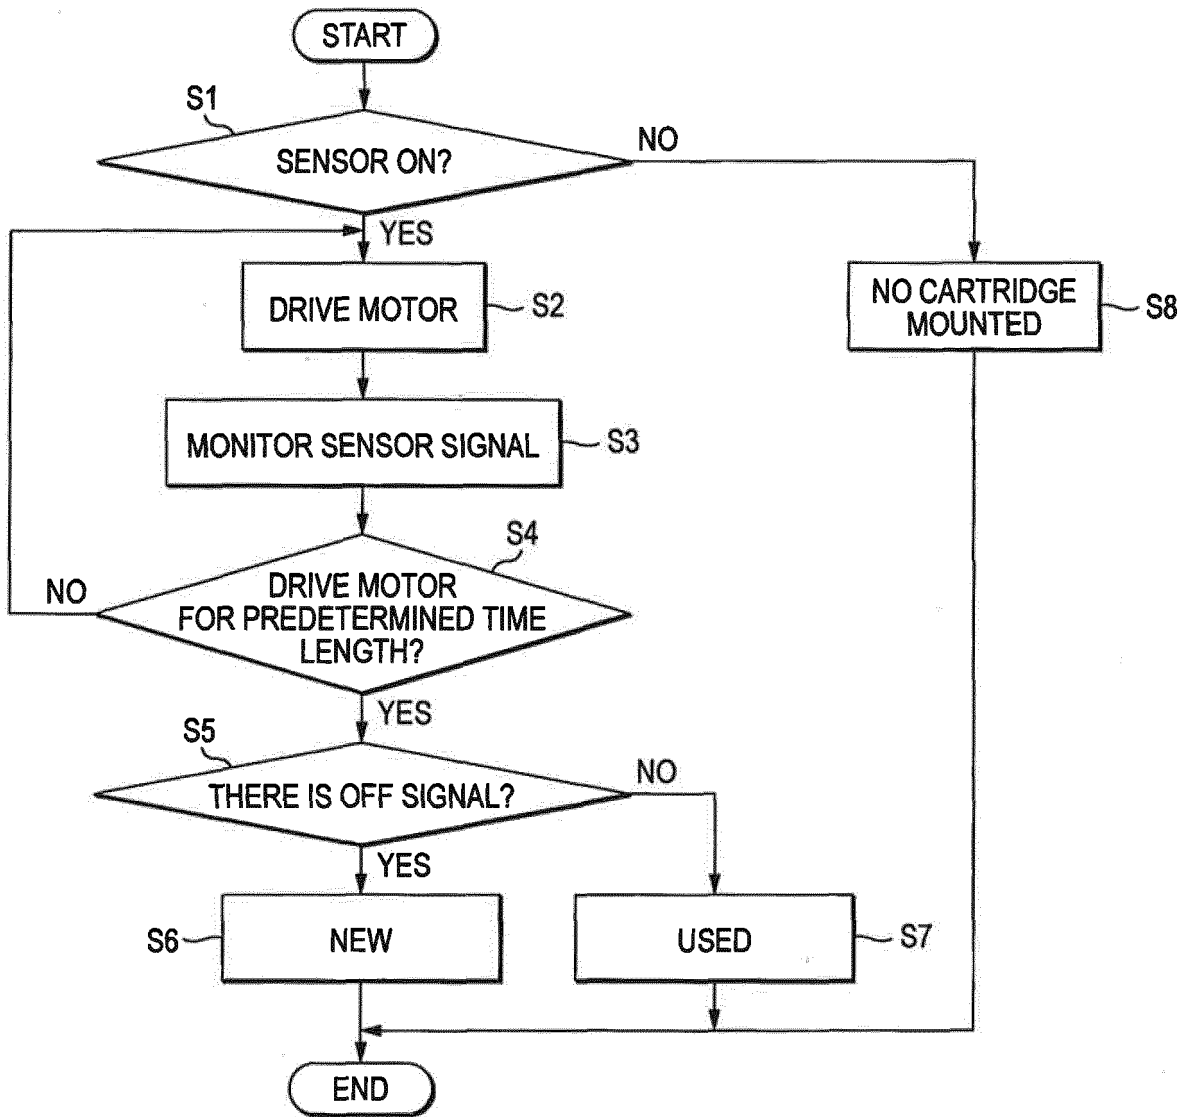 START
S1
SENSOR ON?
NO
YES
DRIVE MOTOR
S2
NO CARTRIDGE
MOUNTED
S8
MONITOR SENSOR SIGNAL
S3
S4
DRIVE MOTOR
FOR PREDETERMINED TIME
LENGTH?
NO
YES
S5
THERE IS OFF SIGNAL?
NO
YES
S6
NEW
USED
S7
END